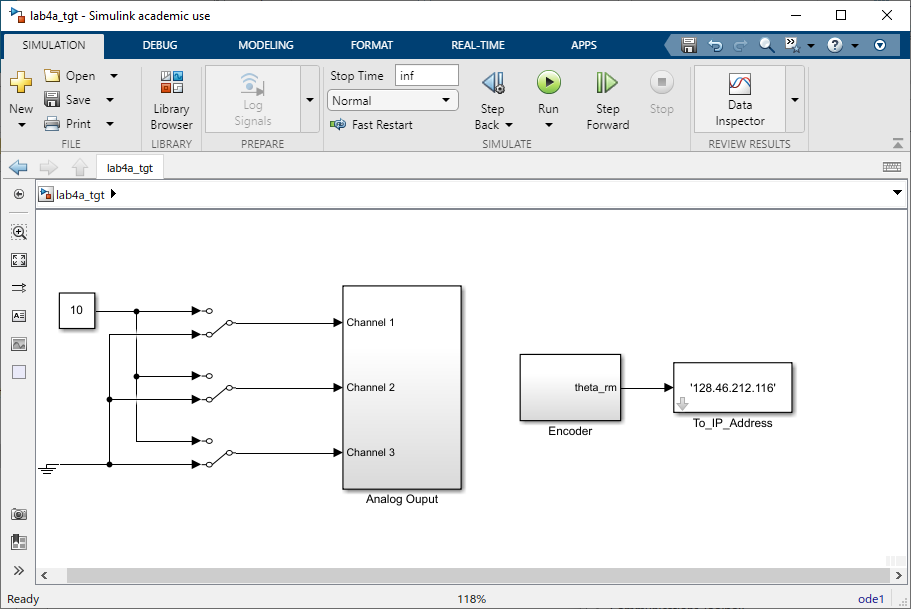 lab4a_tgt - Simulink academic use
SIMULATION DEBUG MODELING FORMAT REAL-TIME APPS
New
Open
Save
Print
FILE
Library
Browser
LIBRARY
Log
Signals
PREPARE
Stop Time inf
Normal
Fast Restart
Step
Back
Run
Step
Forward
Stop
SIMULATE
Data
Inspector
REVIEW RESULTS
lab4a_tgt
lab4a_tgt
10
Channel 1
Channel 2
Channel 3
Analog Ouput
theta_rm
Encoder
'128.46.212.116'
To_IP_Address
Ready 118% ode1